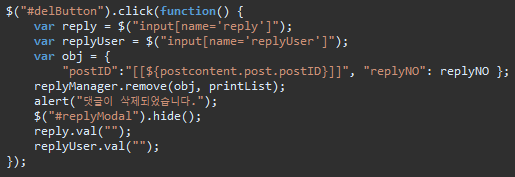 $("#delButton").click(function() {
    var reply = $("input[name='reply']");
    var replyUser = $("input[name='replyUser']");
    var obj = {
        "postID":"[[${postcontent.post.postID}]]", "replyNO": replyNO };
    replyManager.remove(obj, printList);
    alert("댓글이 삭제되었습니다.");
    $("#replyModal").hide();
    reply.val("");
    replyUser.val("");
});